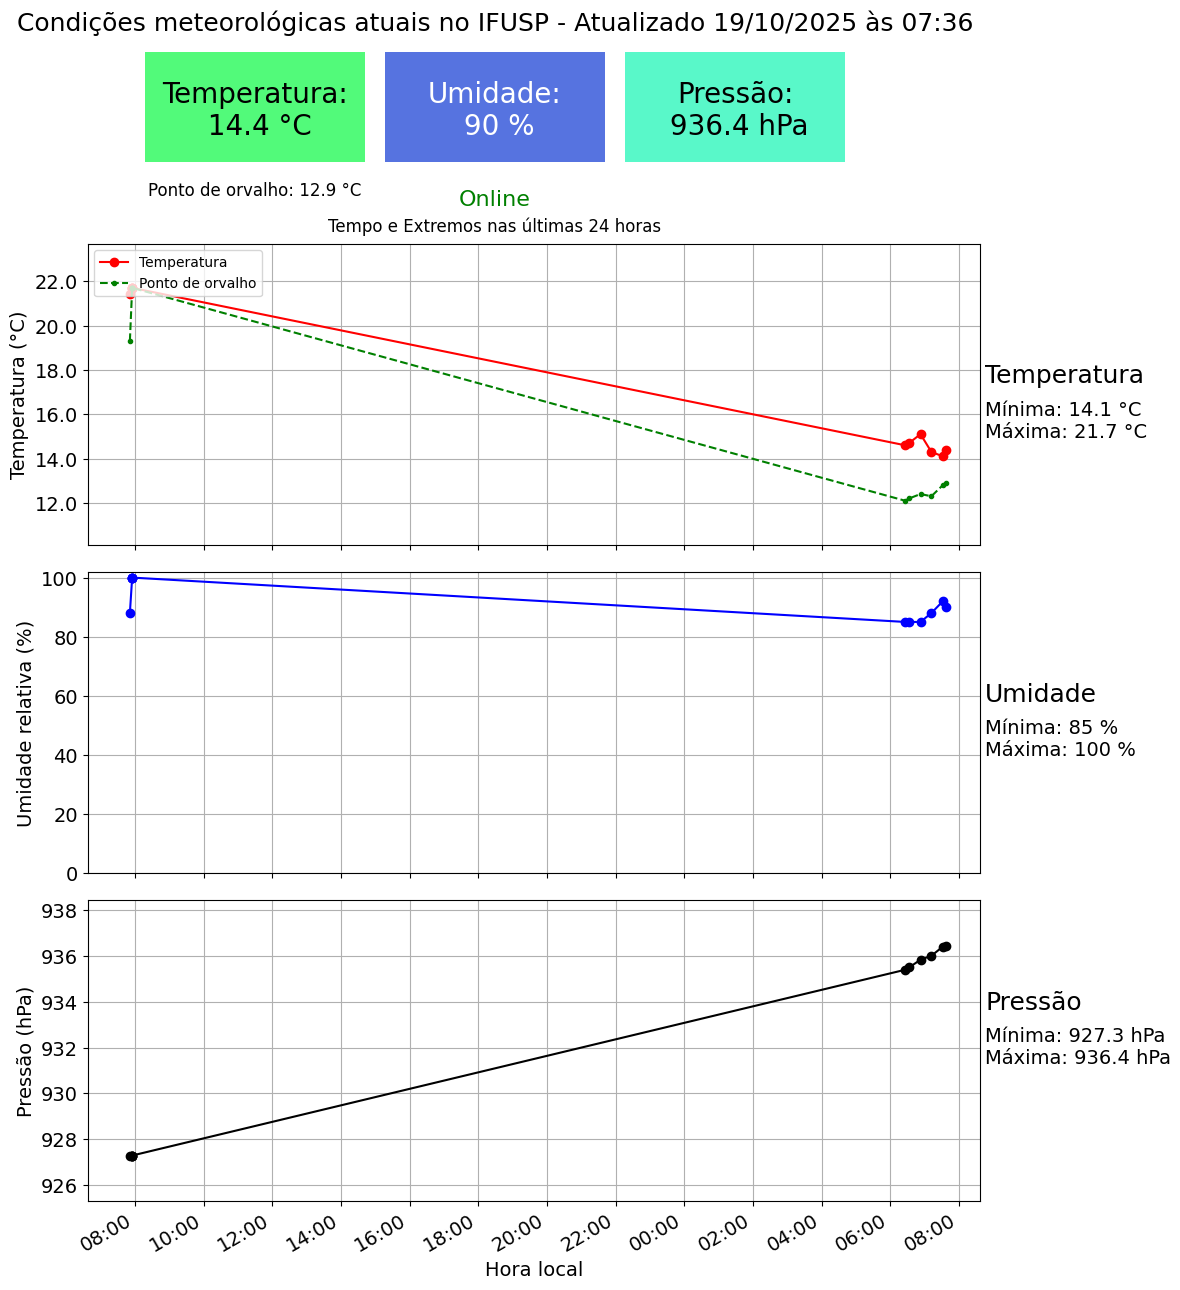 Condições meteorológicas atuais no IFUSP - Atualizado 19/10/2025 às 07:36
Temperatura:
14.4 °C
Umidade:
90 %
Pressão:
936.4 hPa
Ponto de orvalho: 12.9 °C
Online
Tempo e Extremos nas últimas 24 horas
Temperatura
Ponto de orvalho
Temperatura (°C)
22.0
20.0
18.0
16.0
14.0
12.0
Temperatura
Mínima: 14.1 °C
Máxima: 21.7 °C
Umidade relativa (%)
100
80
60
40
20
0
Umidade
Mínima: 85 %
Máxima: 100 %
Pressão (hPa)
938
936
934
932
930
928
926
Pressão
Mínima: 927.3 hPa
Máxima: 936.4 hPa
08:00
10:00
12:00
14:00
16:00
18:00
20:00
22:00
00:00
02:00
04:00
06:00
08:00
Hora local